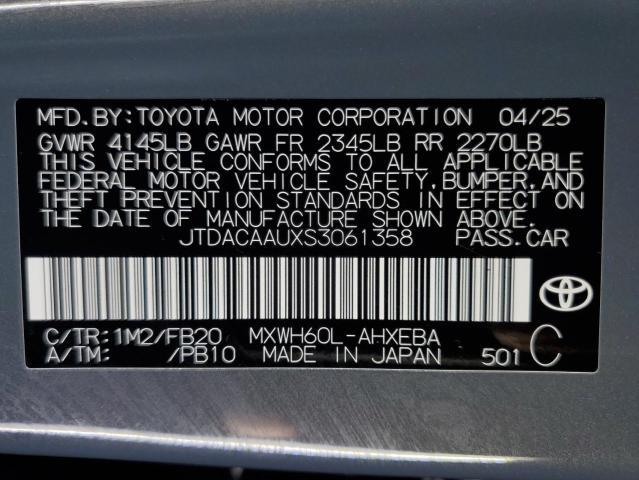 MFD.BY:TOYOTA MOTOR CORPORATION 04/25
GVWR 4145LB GAWR FR 2345LB RR 2270LB
THIS VEHICLE CONFORMS TO ALL APPLICABLE
FEDERAL MOTOR VEHICLE SAFETY,BUMPER,AND
THEFT PREVENTION STANDARDS IN EFFECT ON
THE DATE OF MANUFACTURE SHOWN ABOVE.
JTDACAAUXS3061358 PASS.CAR
C/TR:1M2/FB20 MXWH60L-AHXEBA
A/TM: /PB10 MADE IN JAPAN 501 C